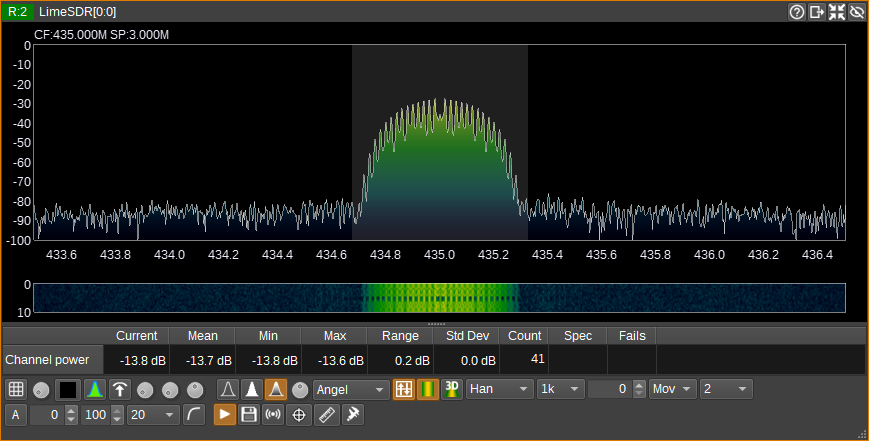 R:2 LimeSDR[0:0]
CF:435.000M SP:3.000M
0
-10
-20
-30
-40
-50
-60
-70
-80
-90
-100
433.6 433.8 434.0 434.2 434.4 434.6 434.8 435.0 435.2 435.4 435.6 435.8 436.0 436.2 436.4
0
10
Current Mean Min Max Range Std Dev Count Spec Fails
Channel power -13.8 dB -13.7 dB -13.8 dB -13.6 dB 0.2 dB 0.0 dB 41
Angel 3D Han 1k 0 Mov 2
A 0 100 20